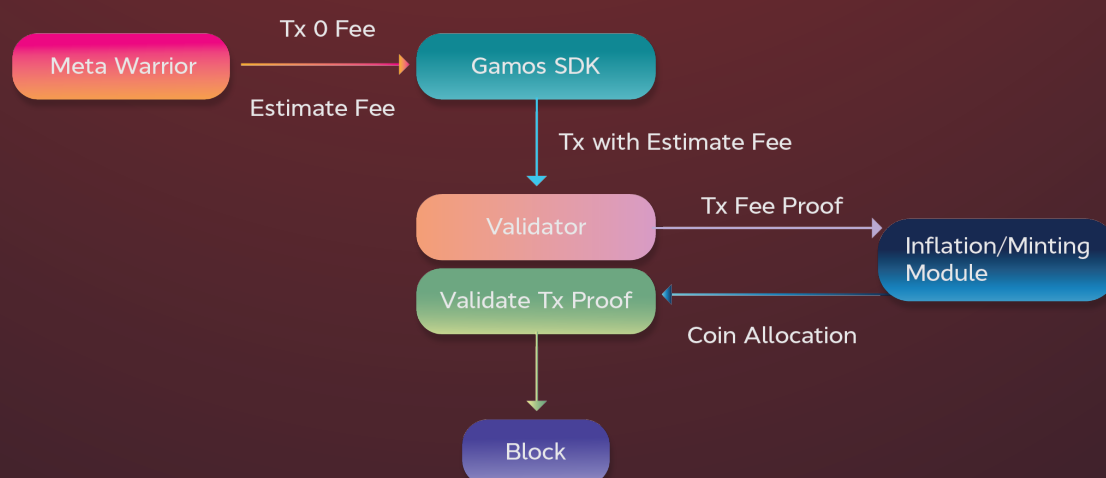 Tx 0 Fee
Meta Warrior
Gamos SDK
Estimate Fee
Tx with Estimate Fee
Validator
Tx Fee Proof
Inflation/Minting
Module
Validate Tx Proof
Coin Allocation
Block